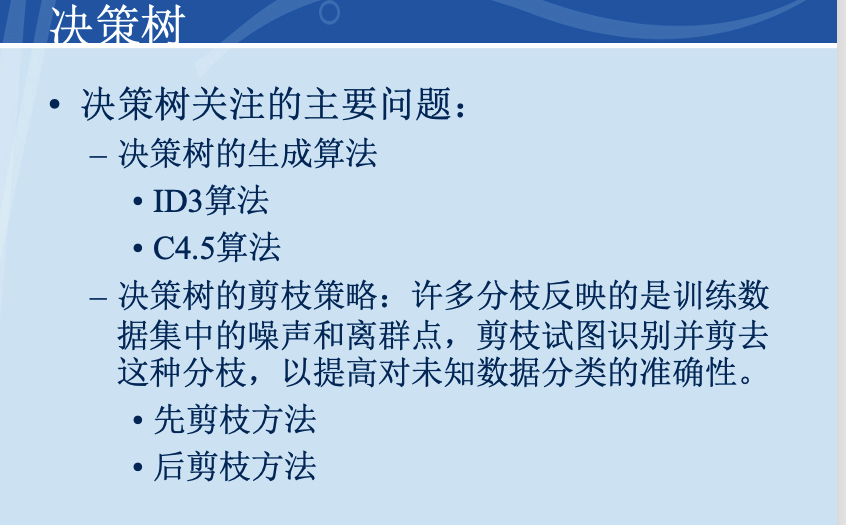 决策树
• 决策树关注的主要问题：
– 决策树的生成算法
• ID3算法
• C4.5算法
– 决策树的剪枝策略：许多分枝反映的是训练数
据集中的噪声和离群点，剪枝试图识别并剪去
这种分枝，以提高对未知数据分类的准确性。
• 先剪枝方法
• 后剪枝方法